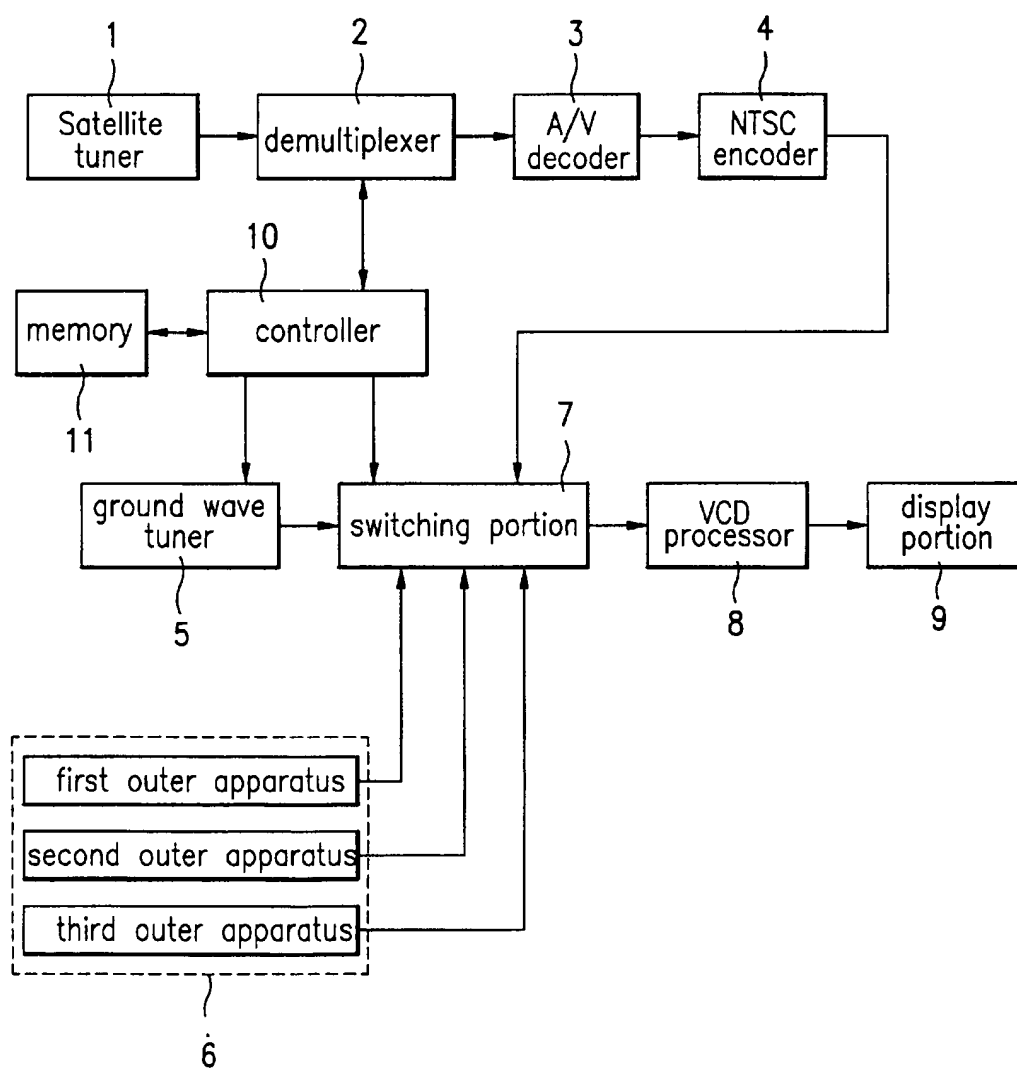 1
2
3
4
Satellite
tuner
demultiplexer
A/V
decoder
NTSC
encoder
10
memory
controller
11
7
ground wave
tuner
switching portion
VCD
processor
display
portion
5
8
9
first outer apparatus
second outer apparatus
third outer apparatus
6